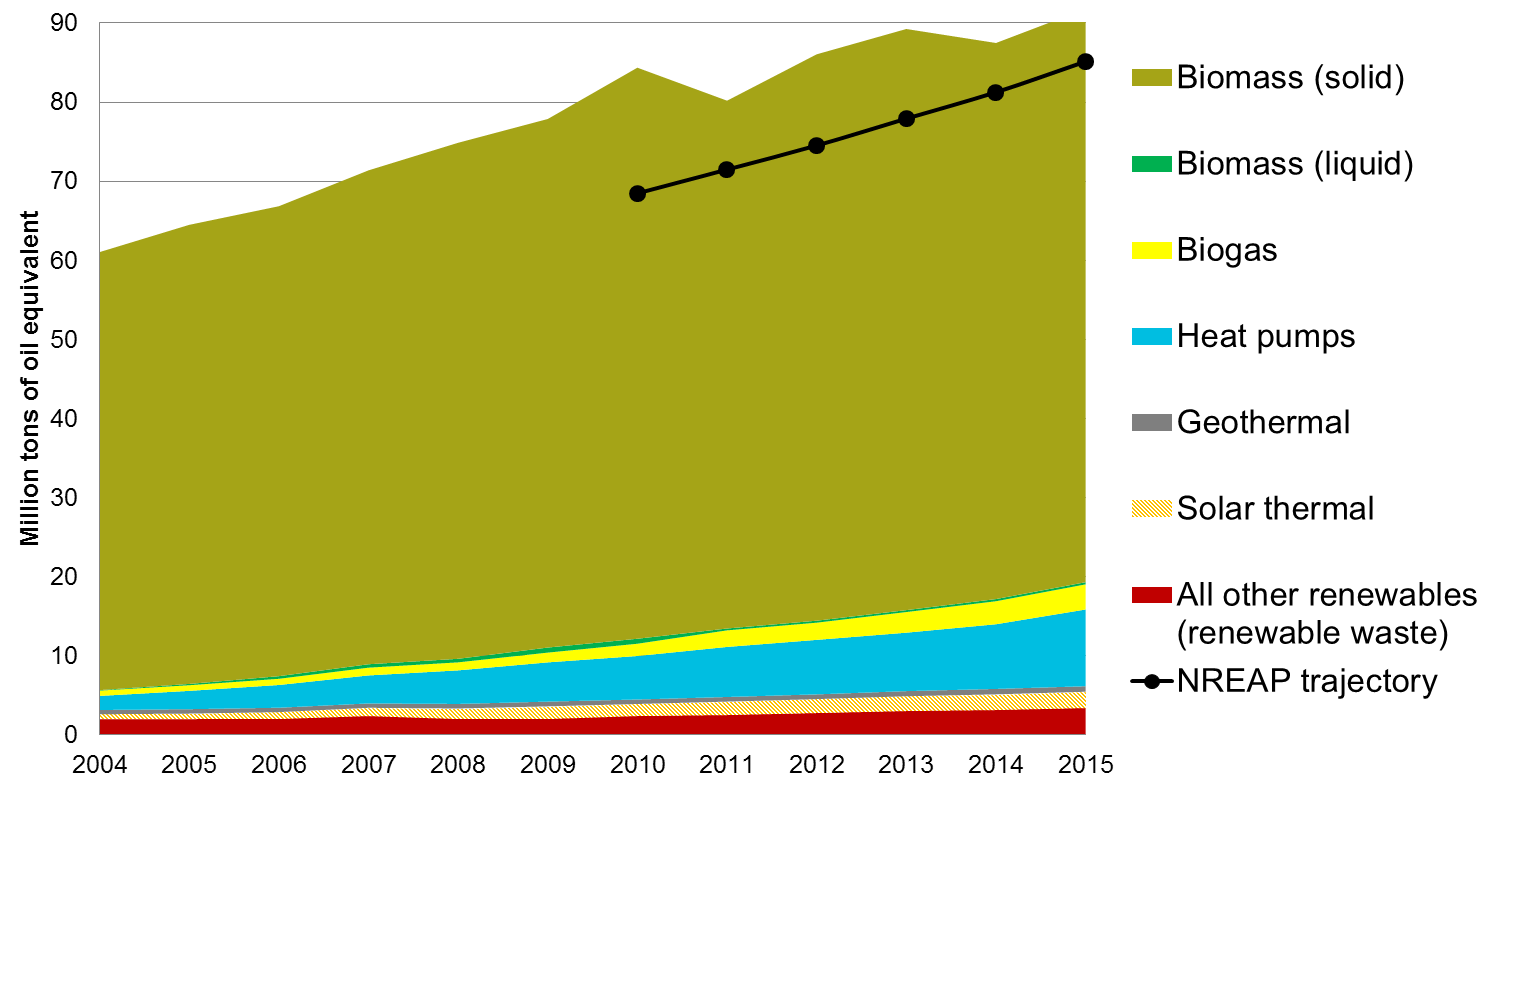 90
80
70
60
50
40
30
20
10
0
Million tons of oil equivalent
2004 2005 2006 2007 2008 2009 2010 2011 2012 2013 2014 2015
Biomass (solid)
Biomass (liquid)
Biogas
Heat pumps
Geothermal
Solar thermal
All other renewables
(renewable waste)
NREAP trajectory